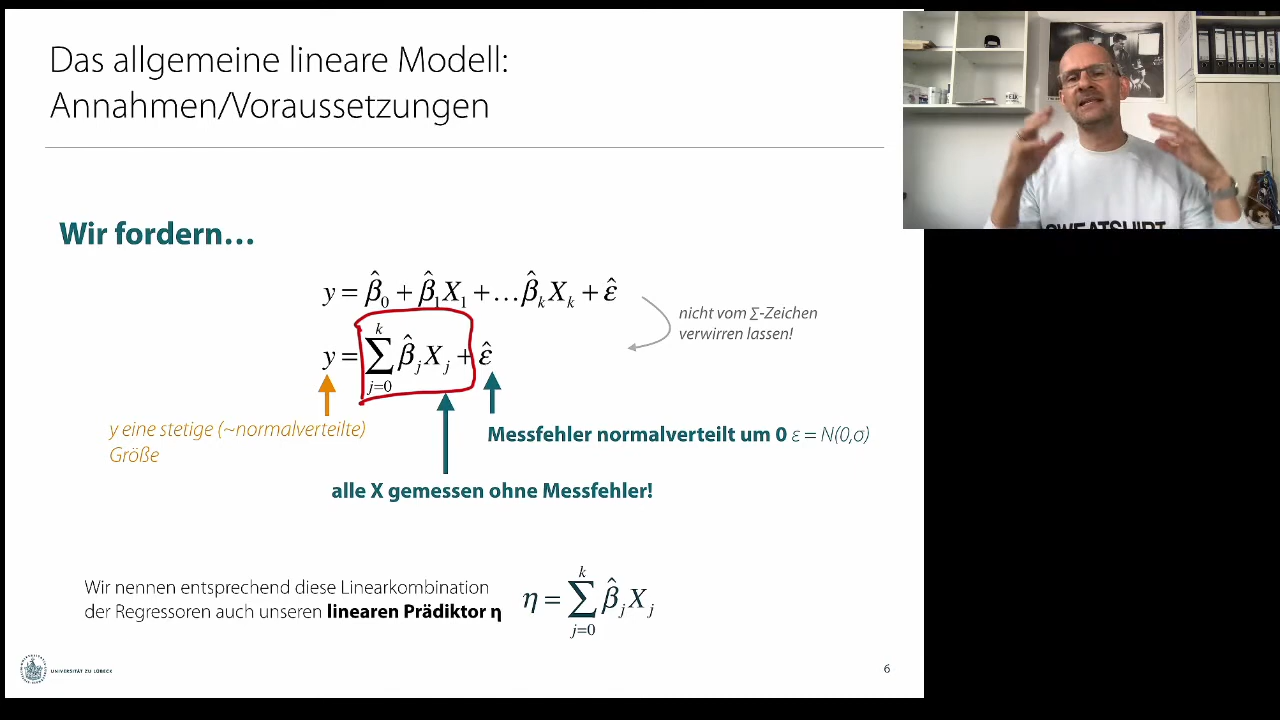 Das allgemeine lineare Modell:
Annahmen/Voraussetzungen
Wir fordern…
y = β̂₀ + β̂₁X₁ + …β̂ₖXₖ + ε̂
nicht vom Σ-Zeichen
verwirren lassen!
y = ∑_{j=0}^{k} β̂ⱼXⱼ + ε̂
y eine stetige (~normalverteilte)
Größe
Messfehler normalverteilt um 0 ε = N(0,σ)
alle X gemessen ohne Messfehler!
Wir nennen entsprechend diese Linearkombination
der Regressoren auch unseren linearen Prädiktor η
η = ∑_{j=0}^{k} β̂ⱼXⱼ
UNIVERSITÄT ZU LÜBECK
6
SWEATSHIRT